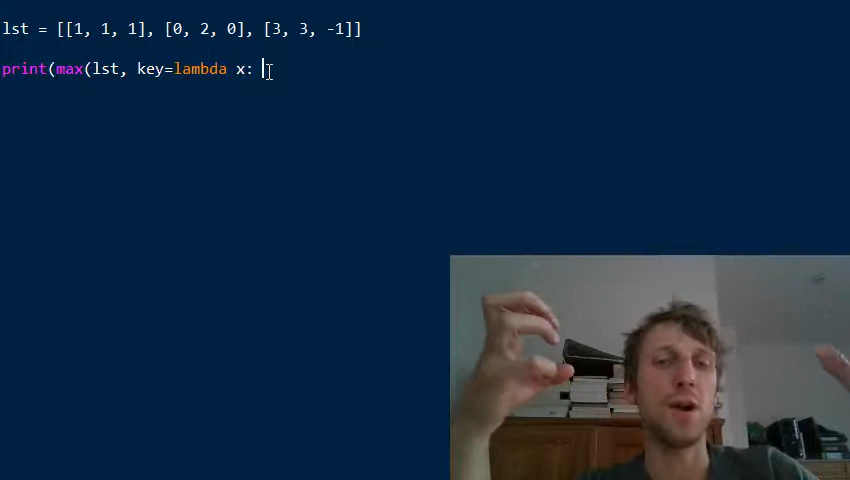 lst = [[1, 1, 1], [0, 2, 0], [3, 3, -1]]
print(max(lst, key=lambda x: